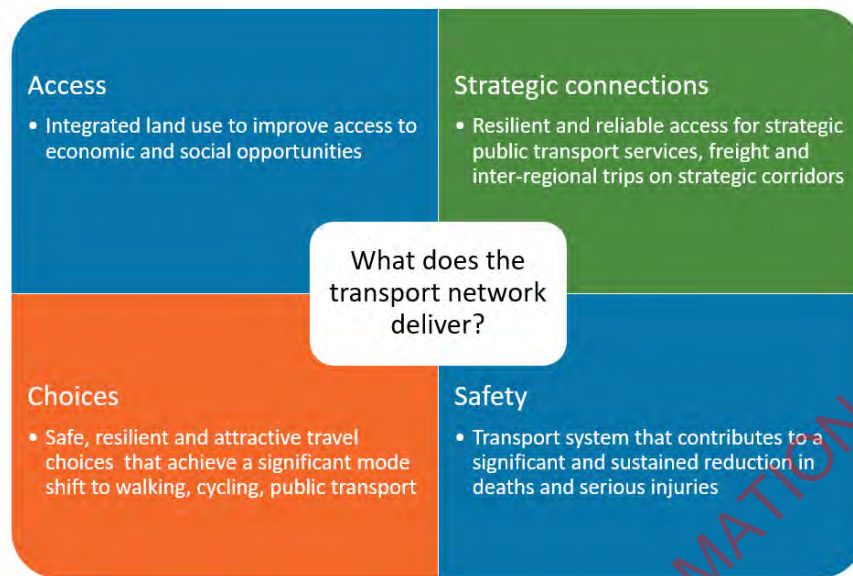 Access
• Integrated land use to improve access to
economic and social opportunities
Strategic connections
• Resilient and reliable access for strategic
public transport services, freight and
inter-regional trips on strategic corridors
What does the
transport network
deliver?
Choices
• Safe, resilient and attractive travel
choices that achieve a significant mode
shift to walking, cycling, public transport
Safety
• Transport system that contributes to a
significant and sustained reduction in
deaths and serious injuries
MATION